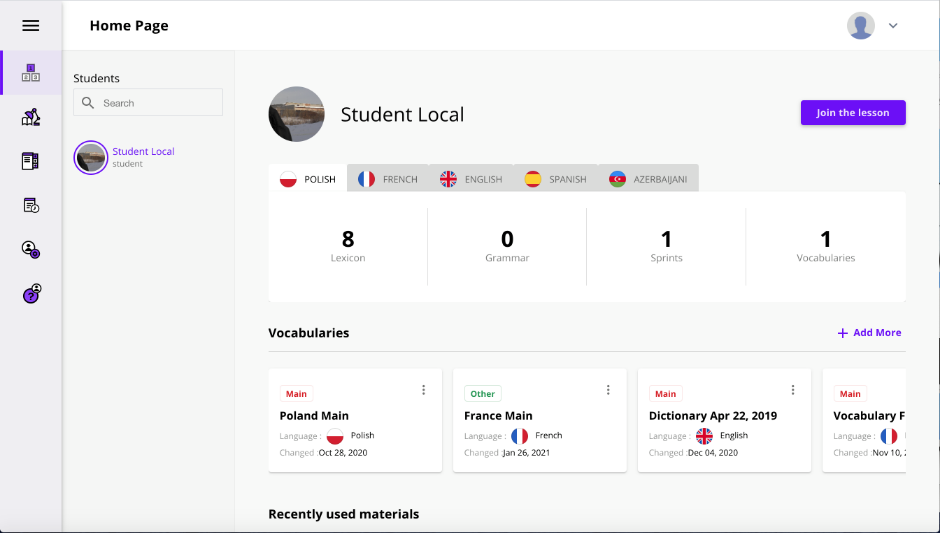 Home Page
Students
Search
Student Local
student
Student Local
Join the lesson
POLISH FRENCH ENGLISH SPANISH AZERBAIJANI
8 0 1 1
Lexicon Grammar Sprints Vocabularies
Vocabularies
Add More
Main Other Main Main
Poland Main France Main Dictionary Apr 22, 2019 Vocabulary F
Language : Polish Language : French Language : English Language :
Changed :Oct 28, 2020 Changed :Jan 26, 2021 Changed :Dec 04, 2020 Changed :Nov 10,
Recently used materials